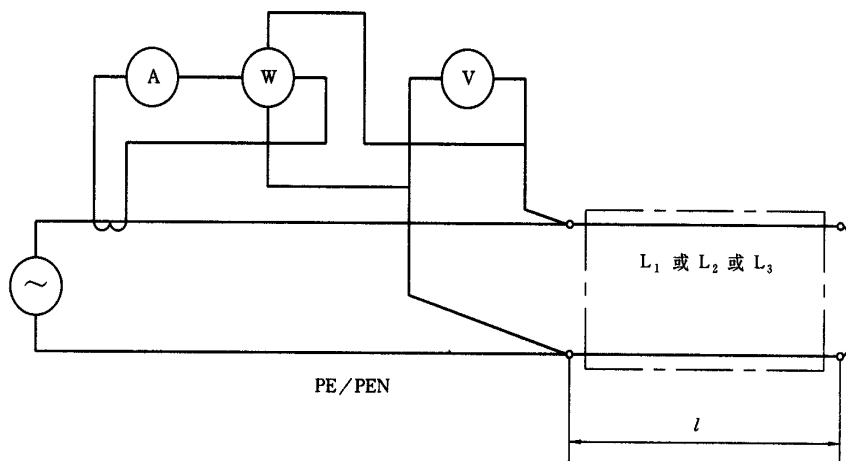 A
W
V
~
L₁ 或 L₂ 或 L₃
PE/PEN
l